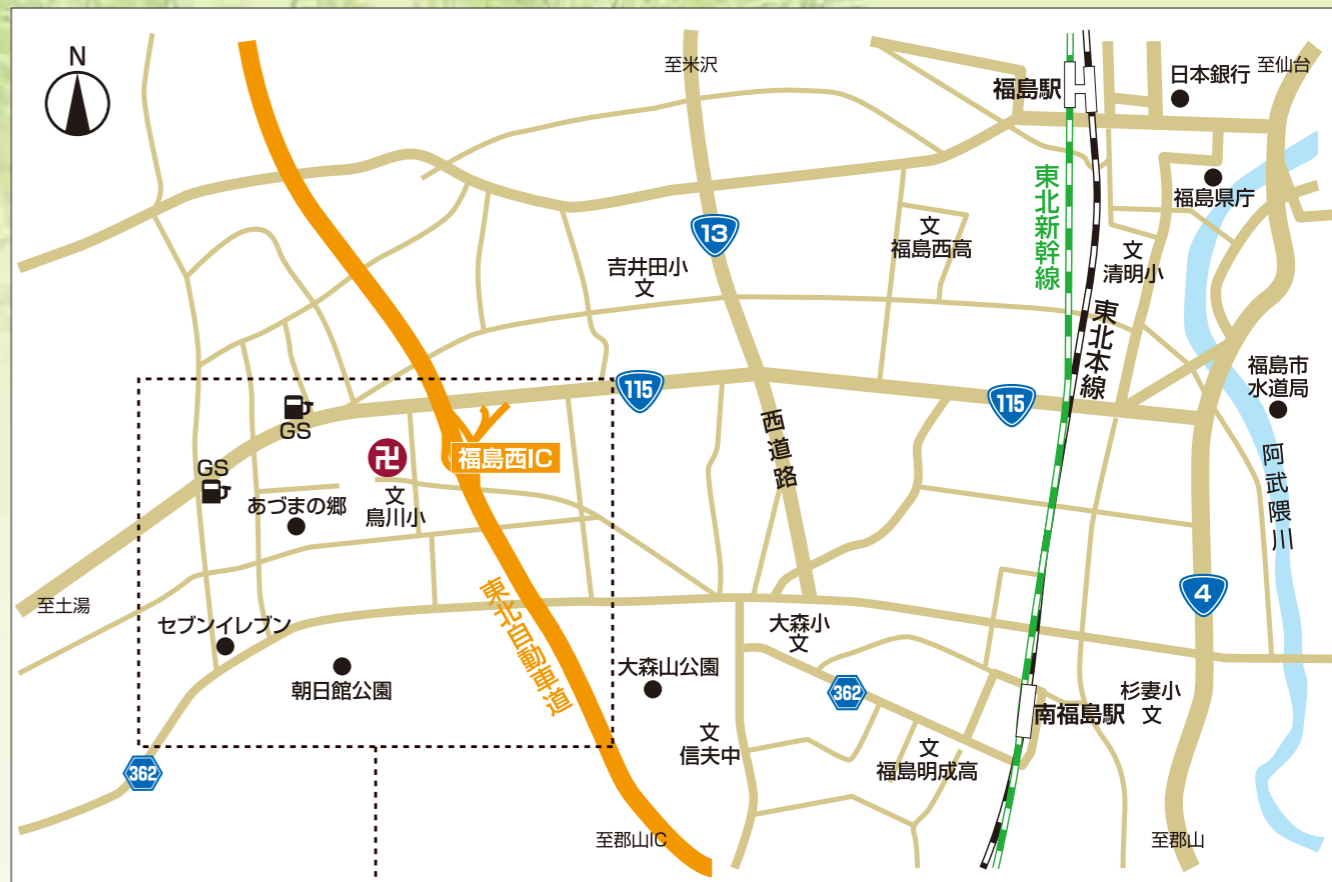 N
至米沢
福島駅
日本銀行
至仙台
東北新幹線
福島県庁
13
文
福島西高
吉井田小
文
文
清明小
東北本線
福島市
水道局
115
115
GS
卍
福島西IC
西道路
阿武隈川
GS
あづまの郷
文
鳥川小
至土湯
セブンイレブン
東北自動車道
4
大森小
文
朝日館公園
大森山公園
362
杉妻小
文
南福島駅
文
信夫中
文
福島明成高
362
至郡山IC
至郡山